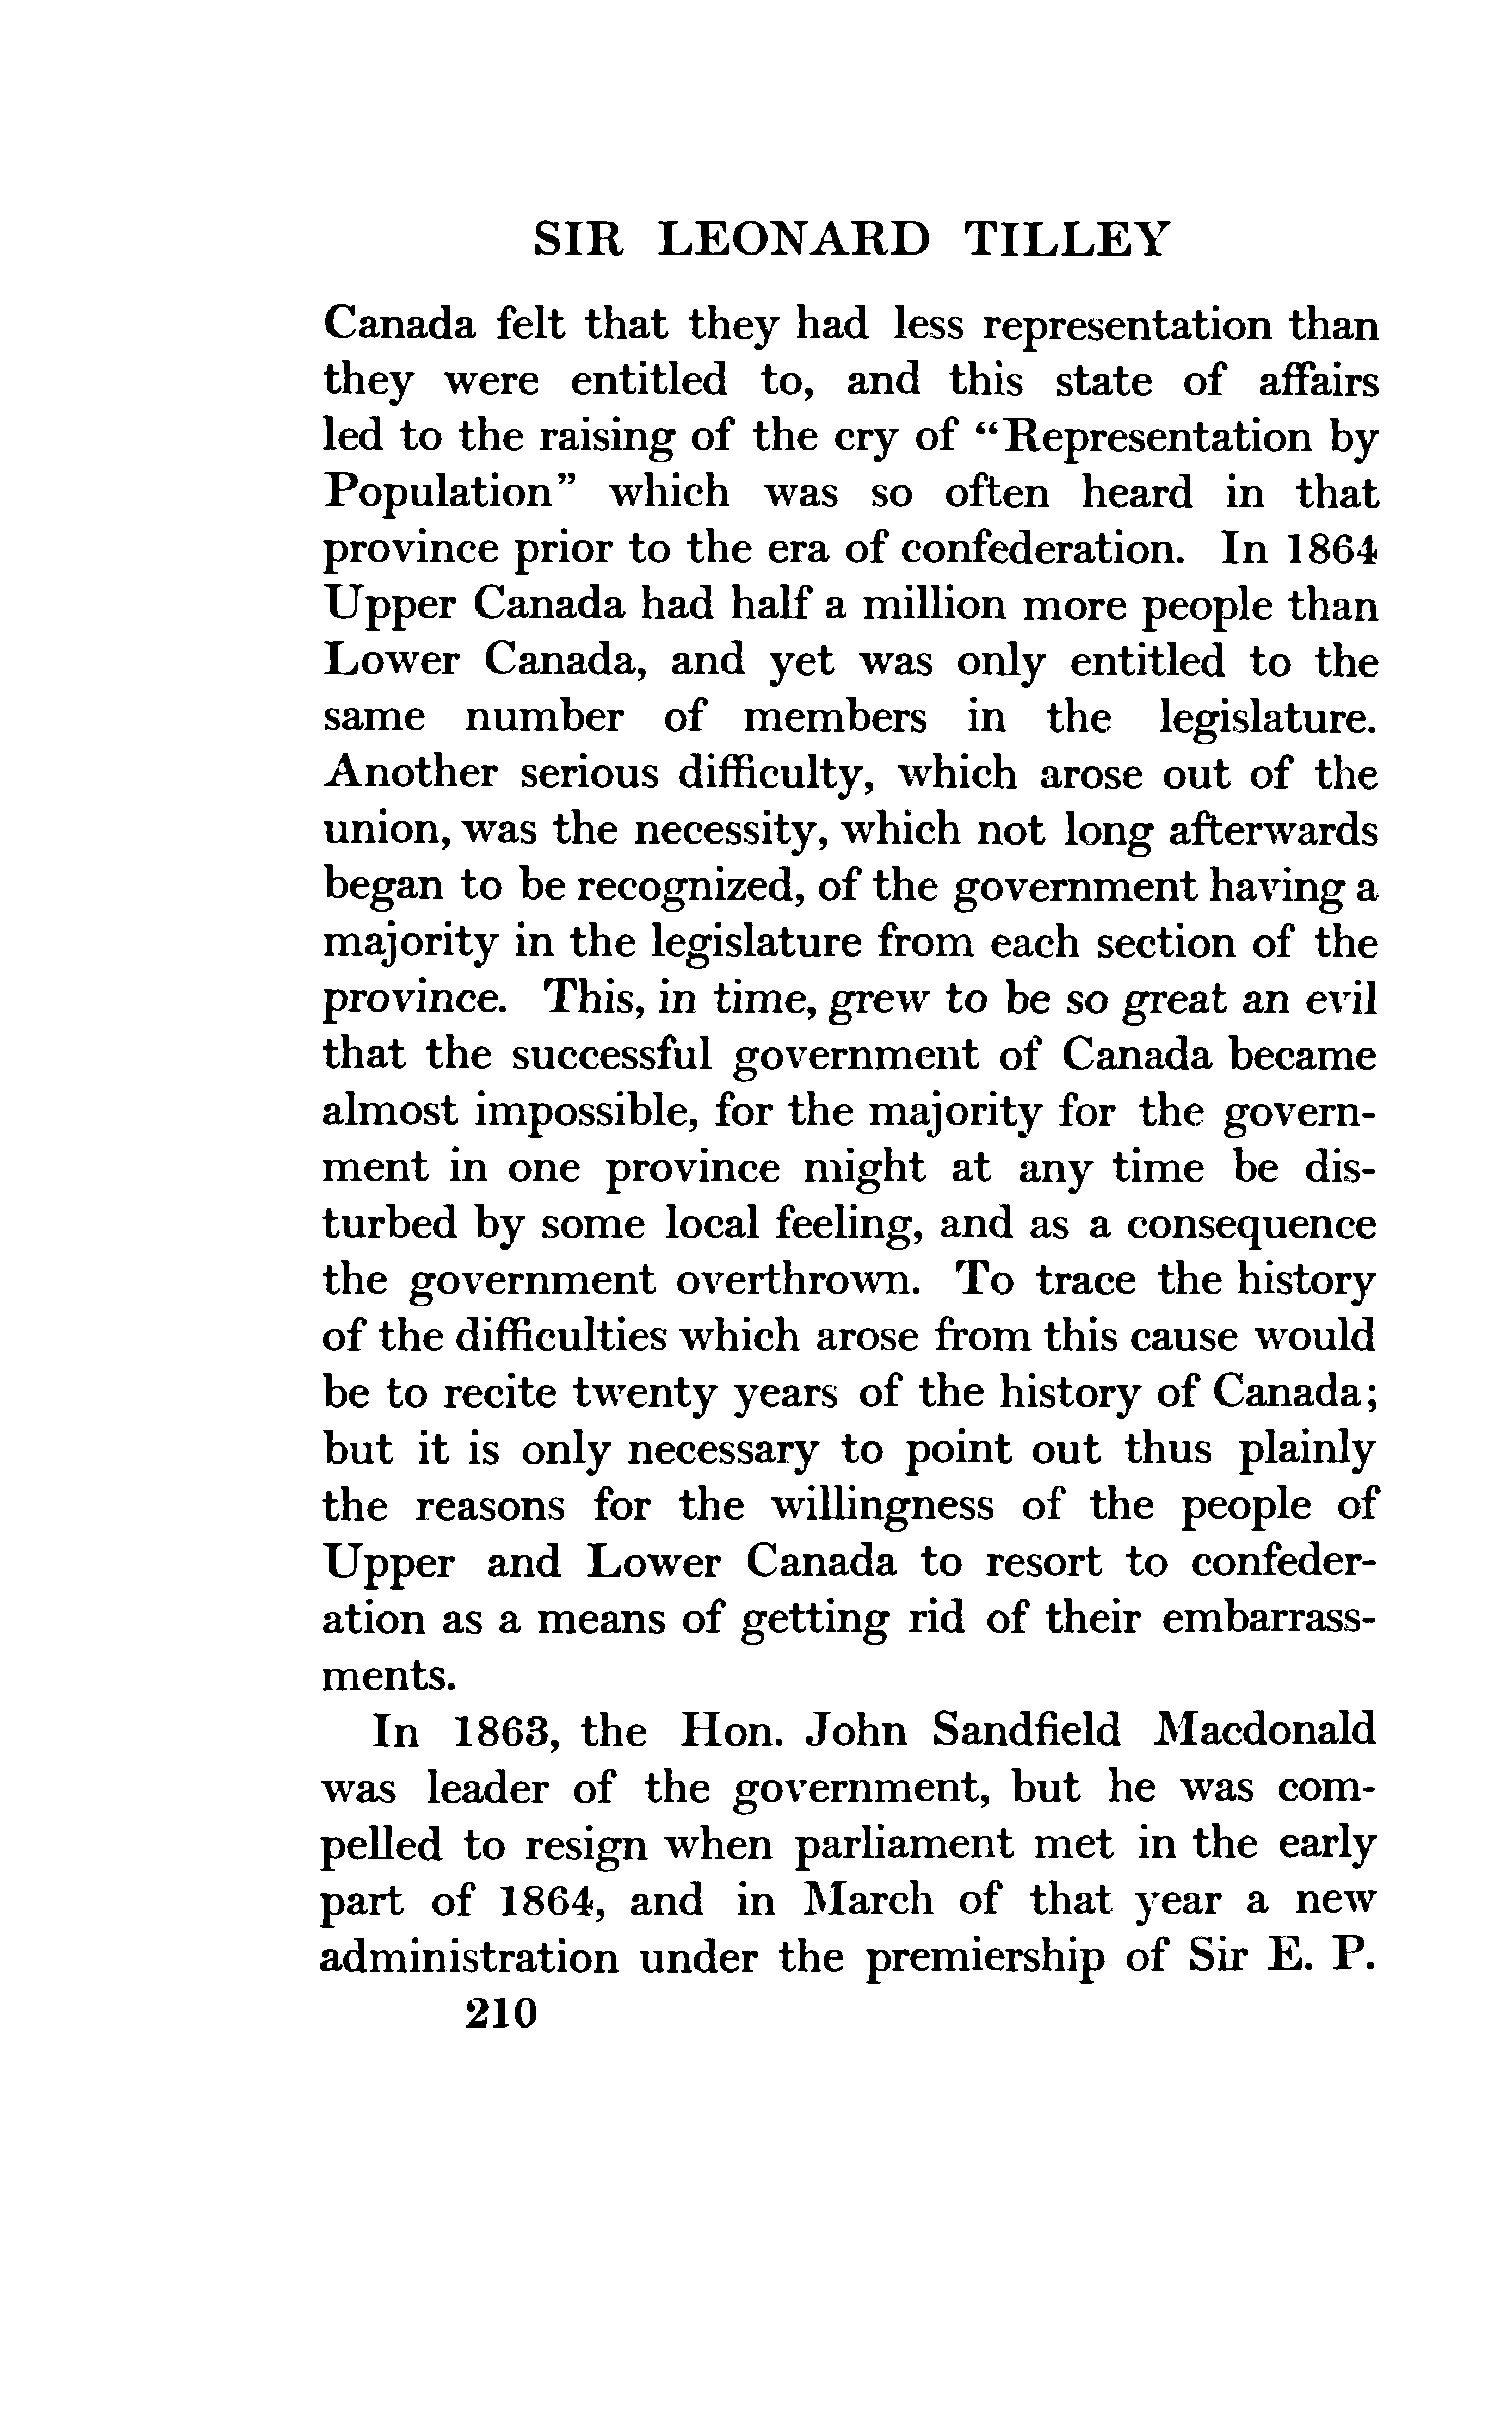 SIR LEONARD TILLEY
Canada felt that they had less representation than
they were entitled to, and this state of affairs
led to the raising of the cry of “Representation by
Population” which was so often heard in that
province prior to the era of confederation. In 1864
Upper Canada had half a million more people than
Lower Canada, and yet was only entitled to the
same number of members in the legislature.
Another serious difficulty, which arose out of the
union, was the necessity, which not long afterwards
began to be recognized, of the government having a
majority in the legislature from each section of the
province. This, in time, grew to be so great an evil
that the successful government of Canada became
almost impossible, for the majority for the govern-
ment in one province might at any time be dis-
turbed by some local feeling, and as a consequence
the government overthrown. To trace the history
of the difficulties which arose from this cause would
be to recite twenty years of the history of Canada;
but it is only necessary to point out thus plainly
the reasons for the willingness of the people of
Upper and Lower Canada to resort to confeder-
ation as a means of getting rid of their embarrass-
ments.
In 1863, the Hon. John Sandfield Macdonald
was leader of the government, but he was com-
pelled to resign when parliament met in the early
part of 1864, and in March of that year a new
administration under the premiership of Sir E. P.
210